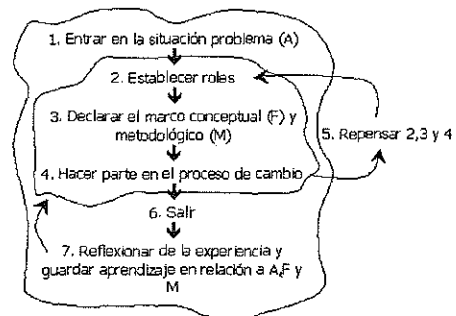 1. Entrar en la situación problema (A)
2. Establecer roles
3. Declarar el marco conceptual (F) y
metodológico (M)
4. Hacer parte en el proceso de cambio
5. Repensar 2,3 y 4
6. Salir
7. Reflexionar de la experiencia y
guardar aprendizaje en relación a A,F y
M